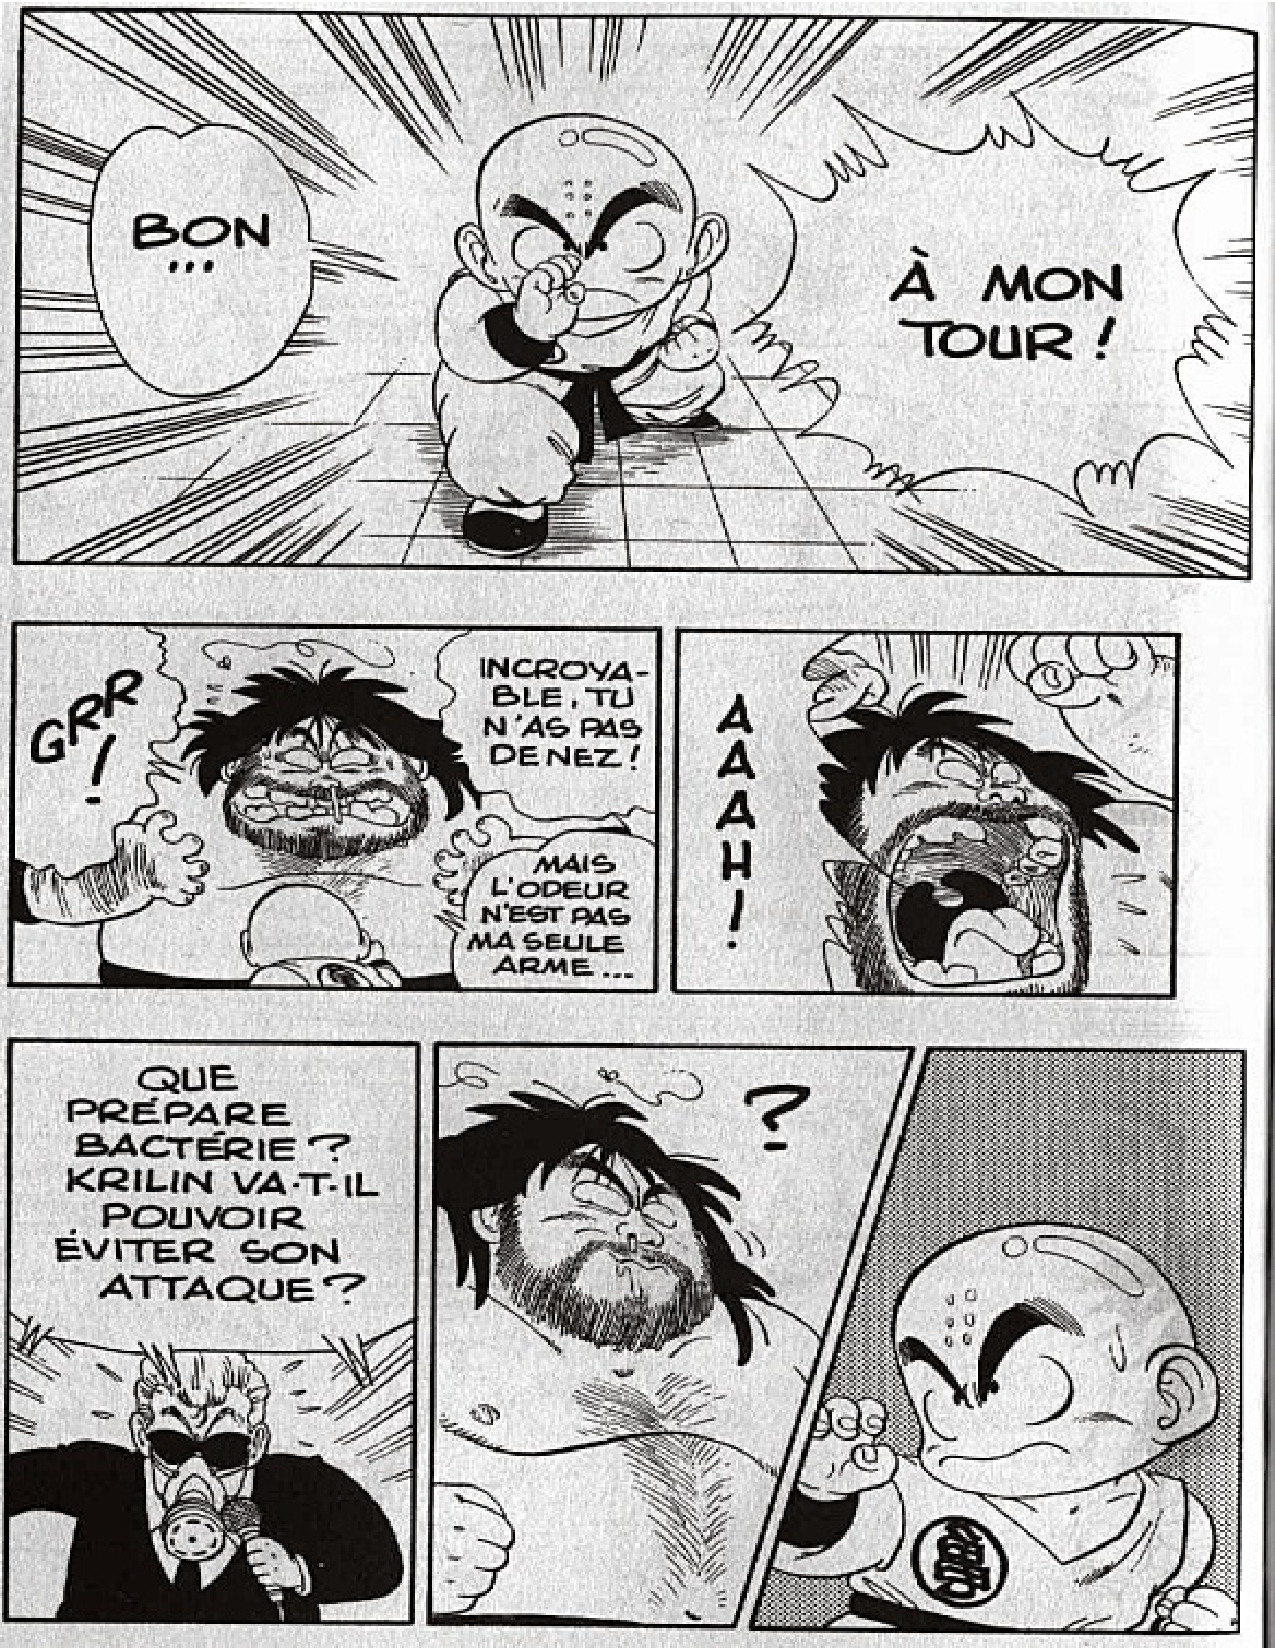 BON
...
À MON
TOUR !
GRR
!
INCROYA-
BLE, TU
N'AS PAS
DE NEZ !
MAIS
L'ODEUR
N'EST PAS
MA SEULE
ARME ...
AAAH!
QUE
PRÉPARE
BACTÉRIE ?
KRILIN VA-T-IL
POUVOIR
ÉVITER SON
ATTAQUE ?
?